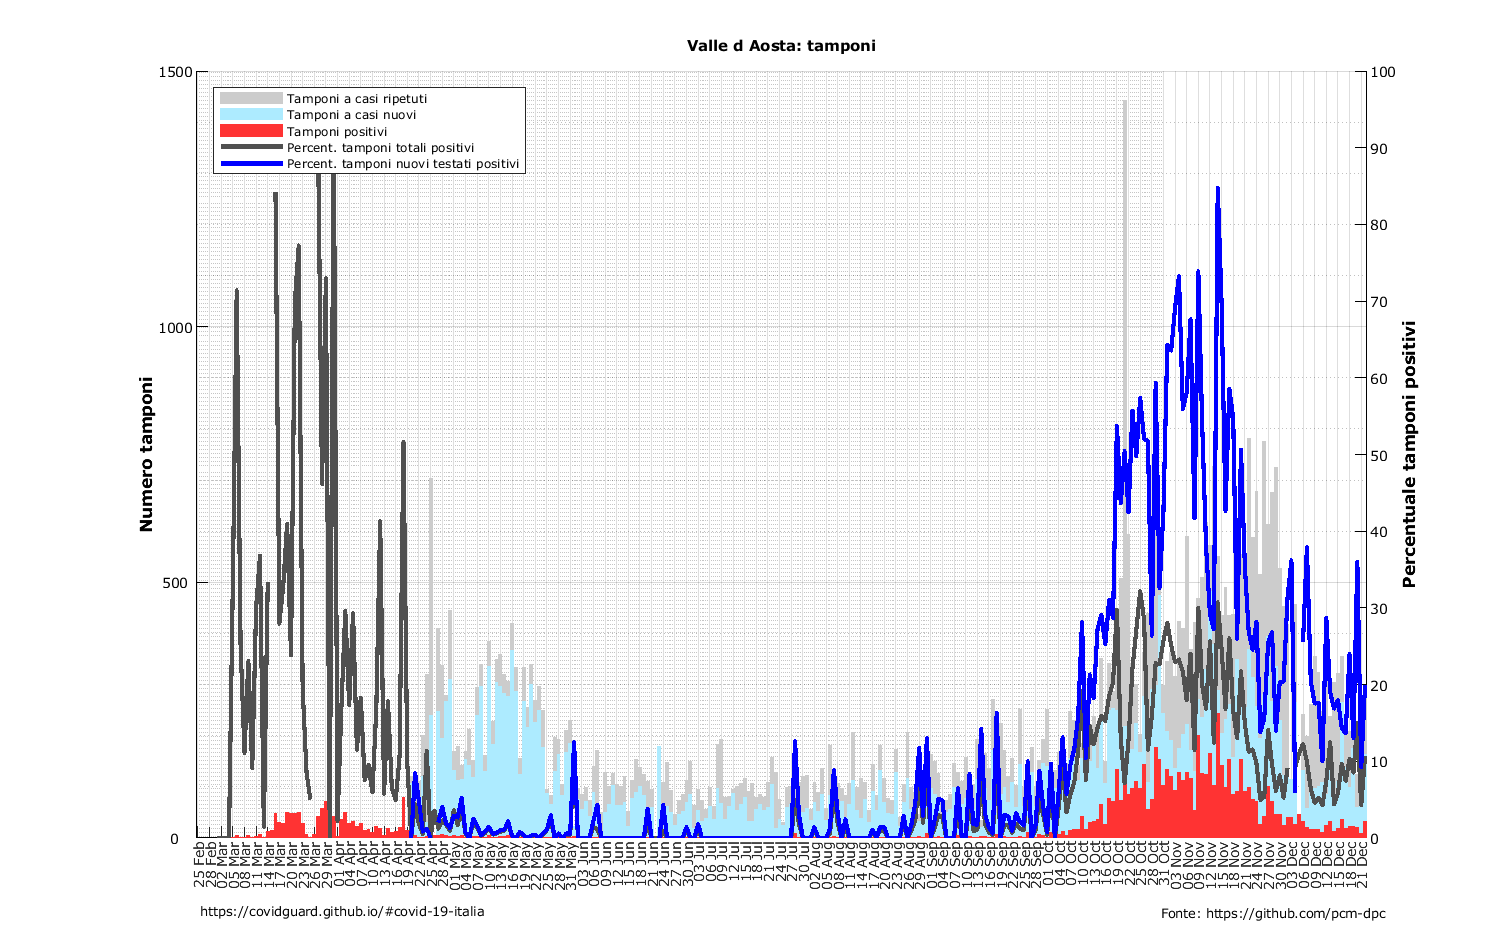 Valle d Aosta: tamponi
Tamponi a casi ripetuti
Tamponi a casi nuovi
Tamponi positivi
Percent. tamponi totali positivi
Percent. tamponi nuovi testati positivi
Numero tamponi
1500
1000
500
0
Percentuale tamponi positivi
100
90
80
70
60
50
40
30
20
10
0
25 Feb
28 Feb
02 Mar
05 Mar
08 Mar
11 Mar
14 Mar
17 Mar
20 Mar
23 Mar
26 Mar
29 Mar
01 Apr
04 Apr
07 Apr
10 Apr
13 Apr
16 Apr
19 Apr
22 Apr
25 Apr
28 Apr
01 May
04 May
07 May
10 May
13 May
16 May
19 May
22 May
25 May
28 May
31 May
03 Jun
06 Jun
09 Jun
12 Jun
15 Jun
18 Jun
21 Jun
24 Jun
27 Jun
30 Jun
03 Jul
06 Jul
09 Jul
12 Jul
15 Jul
18 Jul
21 Jul
24 Jul
27 Jul
30 Jul
02 Aug
05 Aug
08 Aug
11 Aug
14 Aug
17 Aug
20 Aug
23 Aug
26 Aug
29 Aug
01 Sep
04 Sep
07 Sep
10 Sep
13 Sep
16 Sep
19 Sep
22 Sep
25 Sep
28 Sep
01 Oct
04 Oct
07 Oct
10 Oct
13 Oct
16 Oct
19 Oct
22 Oct
25 Oct
28 Oct
31 Oct
03 Nov
06 Nov
09 Nov
12 Nov
15 Nov
18 Nov
21 Nov
24 Nov
27 Nov
30 Nov
03 Dec
06 Dec
09 Dec
12 Dec
15 Dec
18 Dec
21 Dec
https://covidguard.github.io/#covid-19-italia
Fonte: https://github.com/pcm-dpc